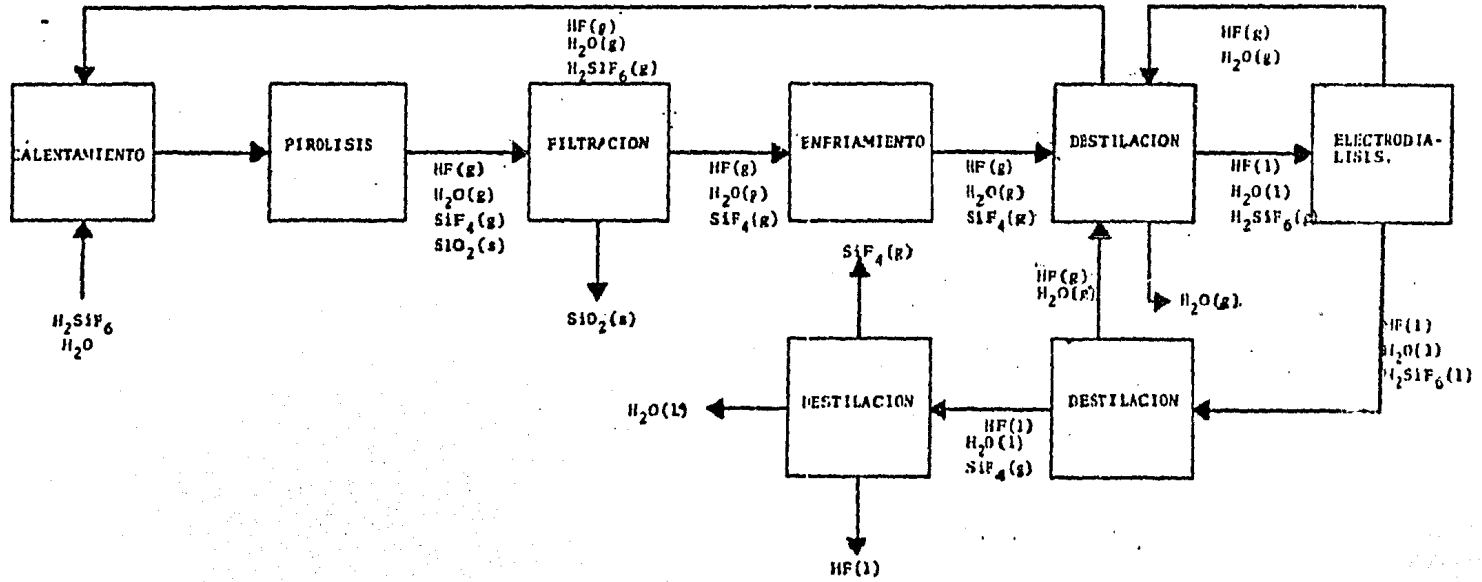 HF(g)
H2O(g)
H2SiF6(g)
HF(g)
H2O(g)
CALENTAMIENTO
PIROLISIS
FILTRACION
ENFRIAMIENTO
DESTILACION
ELECTRODIA-
LISIS.
HF(g)
H2O(g)
SiF4(g)
SiO2(s)
HF(g)
H2O(g)
SiF4(g)
HF(g)
H2O(g)
SiF4(g)
HF(l)
H2O(l)
H2SiF6(
H2SiF6
H2O
SiO2(s)
SiF4(g)
HF(g)
H2O(g)
H2O(g).
HF(l)
H2O(l)
H2SiF6(l)
H2O(l)
DESTILACION
HF(l)
H2O(l)
SiF4(g)
DESTILACION
HF(l)